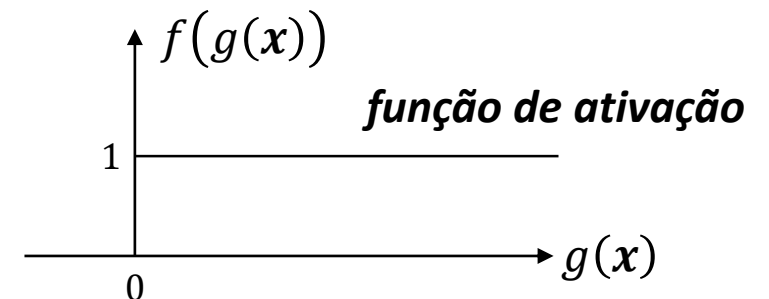 f(g(x))
função de ativação
1
g(x)
0